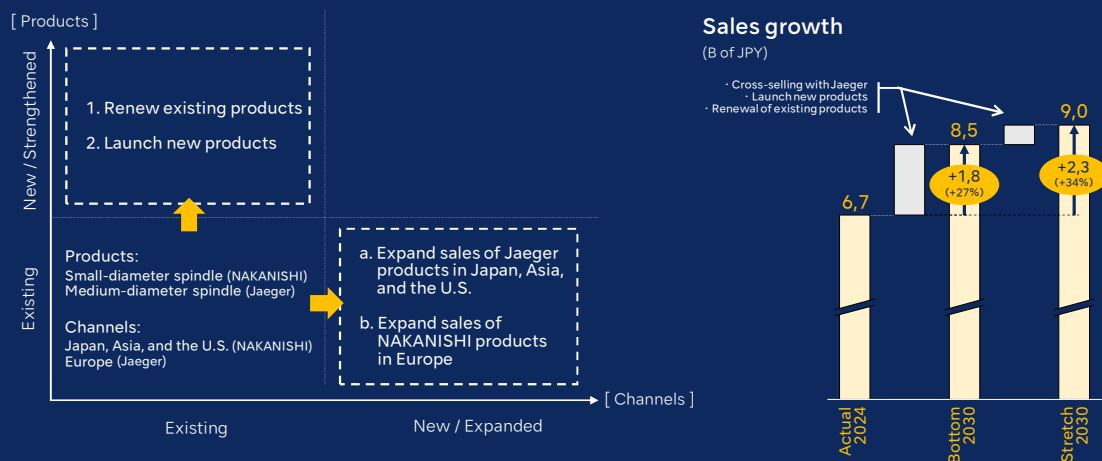 [ Products ]
New / Strengthened
1. Renew existing products
2. Launch new products
Existing
Products:
Small-diameter spindle (NAKANISHI)
Medium-diameter spindle (Jaeger)
Channels:
Japan, Asia, and the U.S. (NAKANISHI)
Europe (Jaeger)
a. Expand sales of Jaeger
products in Japan, Asia,
and the U.S.
b. Expand sales of
NAKANISHI products
in Europe
[ Channels ]
Existing
New / Expanded
Sales growth
(B of JPY)
· Cross-selling with Jaeger
· Launch new products
· Renewal of existing products
6,7
8,5
+1,8
(+27%)
9,0
+2,3
(+34%)
Actual
2024
Bottom
2030
Stretch
2030